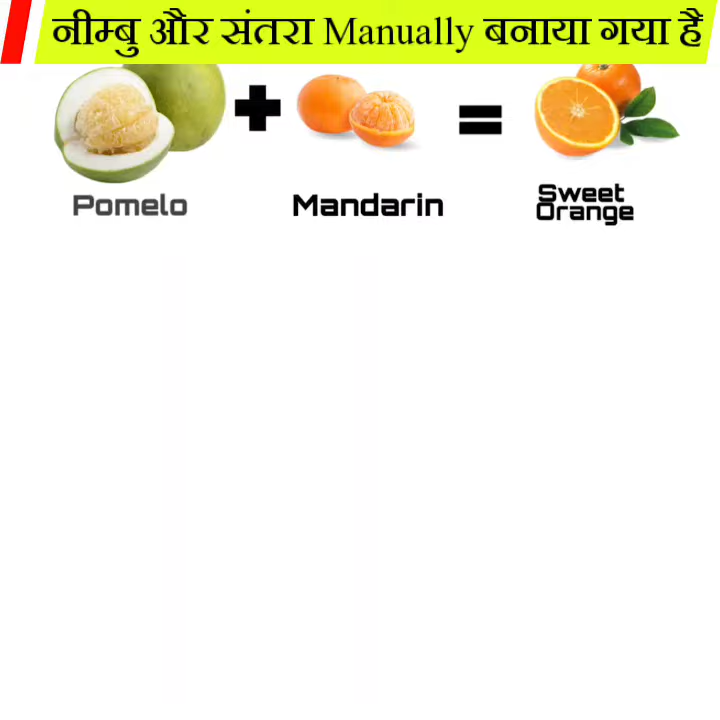 नीम्बु और संतरा Manually बनाया गया है
Pomelo
Mandarin
Sweet
Orange